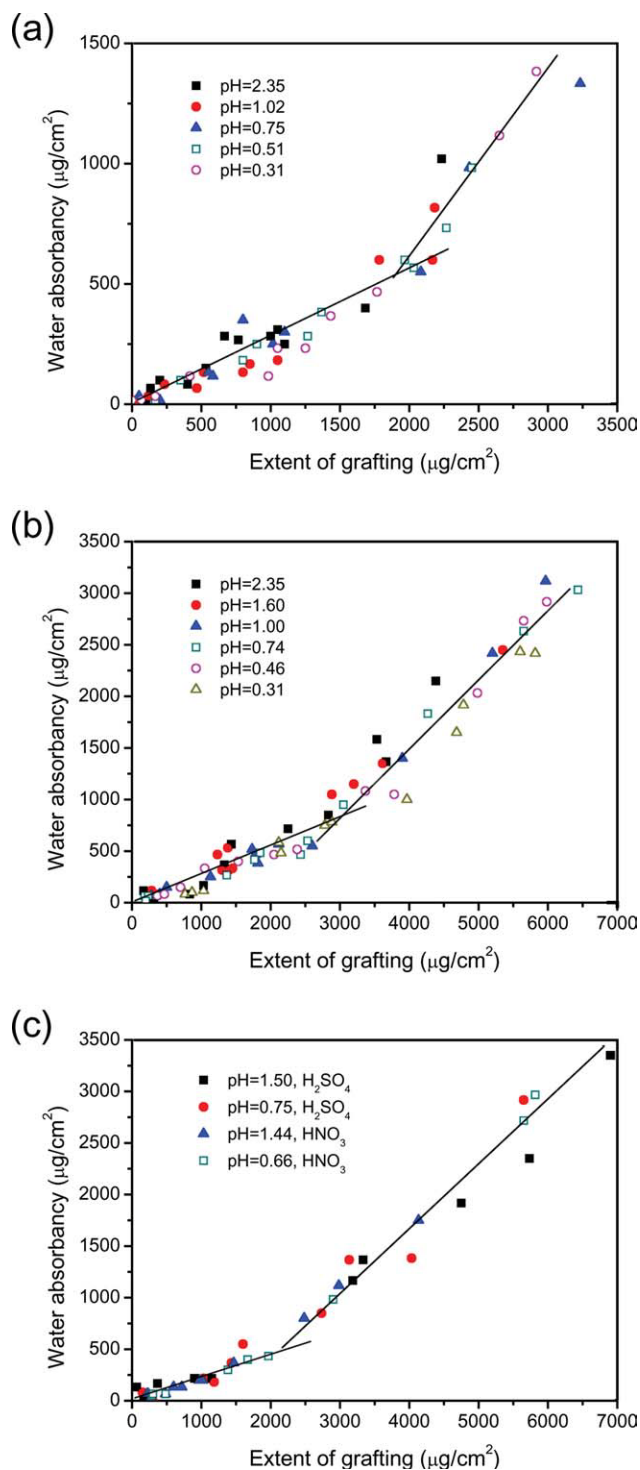 (a)
1500
1000
500
0
Water absorbancy (µg/cm²)
pH=2.35
pH=1.02
pH=0.75
pH=0.51
pH=0.31
0 500 1000 1500 2000 2500 3000 3500
Extent of grafting (µg/cm²)
(b)
3500
3000
2500
2000
1500
1000
500
0
Water absorbancy (µg/cm²)
pH=2.35
pH=1.60
pH=1.00
pH=0.74
pH=0.46
pH=0.31
0 1000 2000 3000 4000 5000 6000 7000
Extent of grafting (µg/cm²)
(c)
3500
3000
2500
2000
1500
1000
500
0
Water absorbancy (µg/cm²)
pH=1.50, H₂SO₄
pH=0.75, H₂SO₄
pH=1.44, HNO₃
pH=0.66, HNO₃
0 1000 2000 3000 4000 5000 6000 7000
Extent of grafting (µg/cm²)